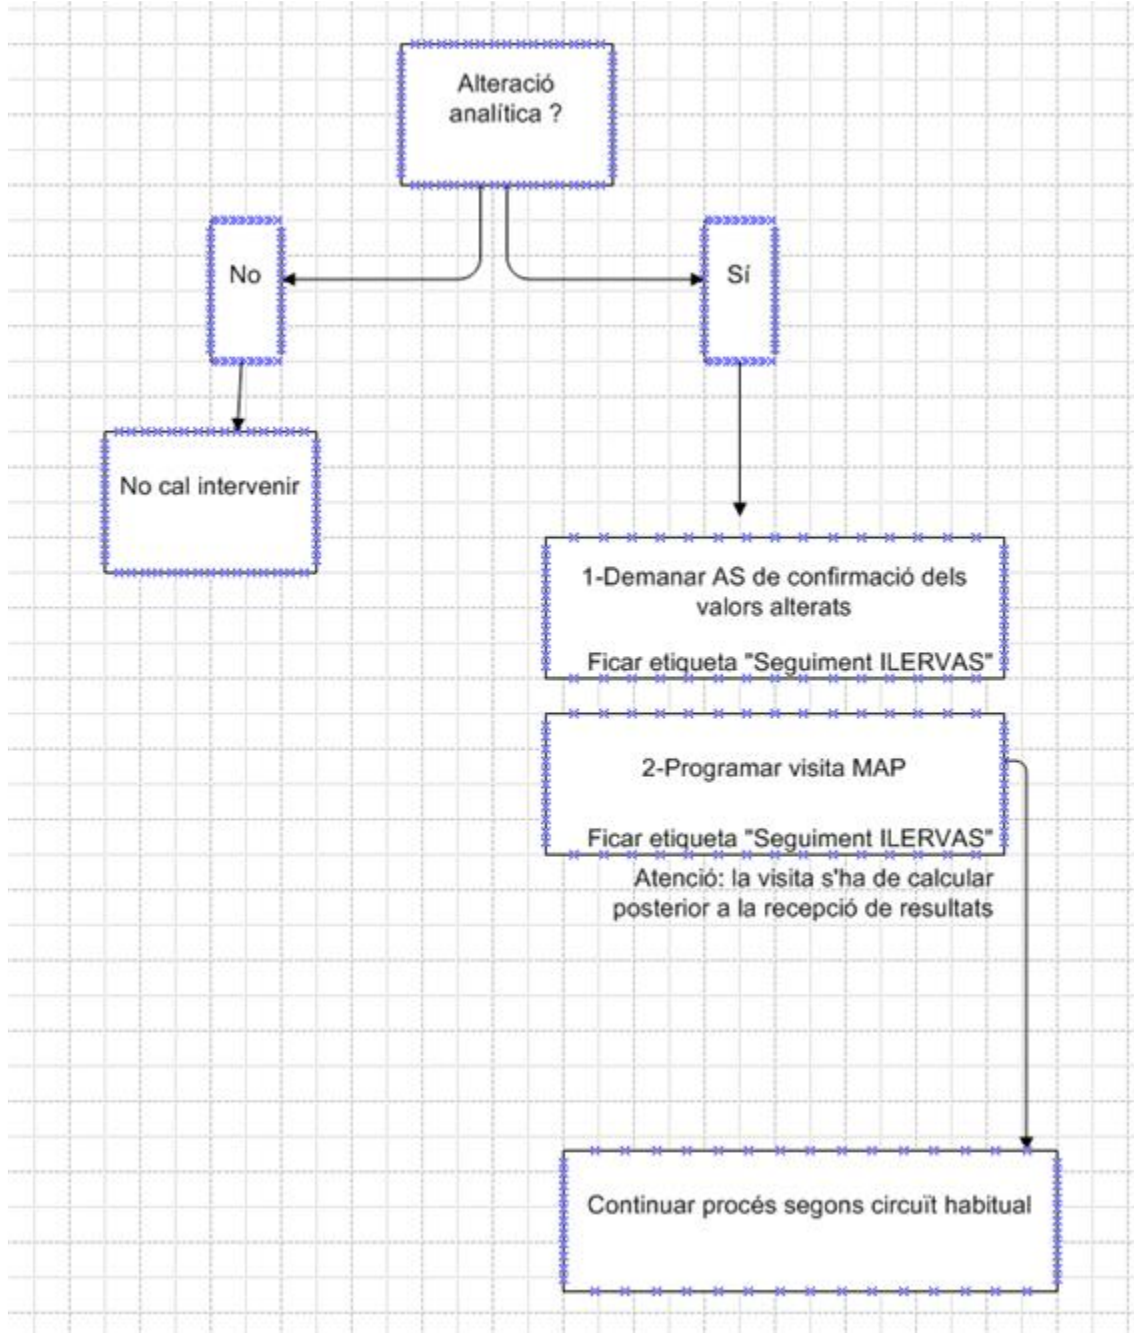 Alteració
analítica ?
No
Sí
No cal intervenir
1-Demanar AS de confirmació dels
valors alterats
Ficar etiqueta "Seguiment ILERVAS"
2-Programar visita MAP
Ficar etiqueta "Seguiment ILERVAS"
Atenció: la visita s'ha de calcular
posterior a la recepció de resultats
Continuar procés segons circuït habitual